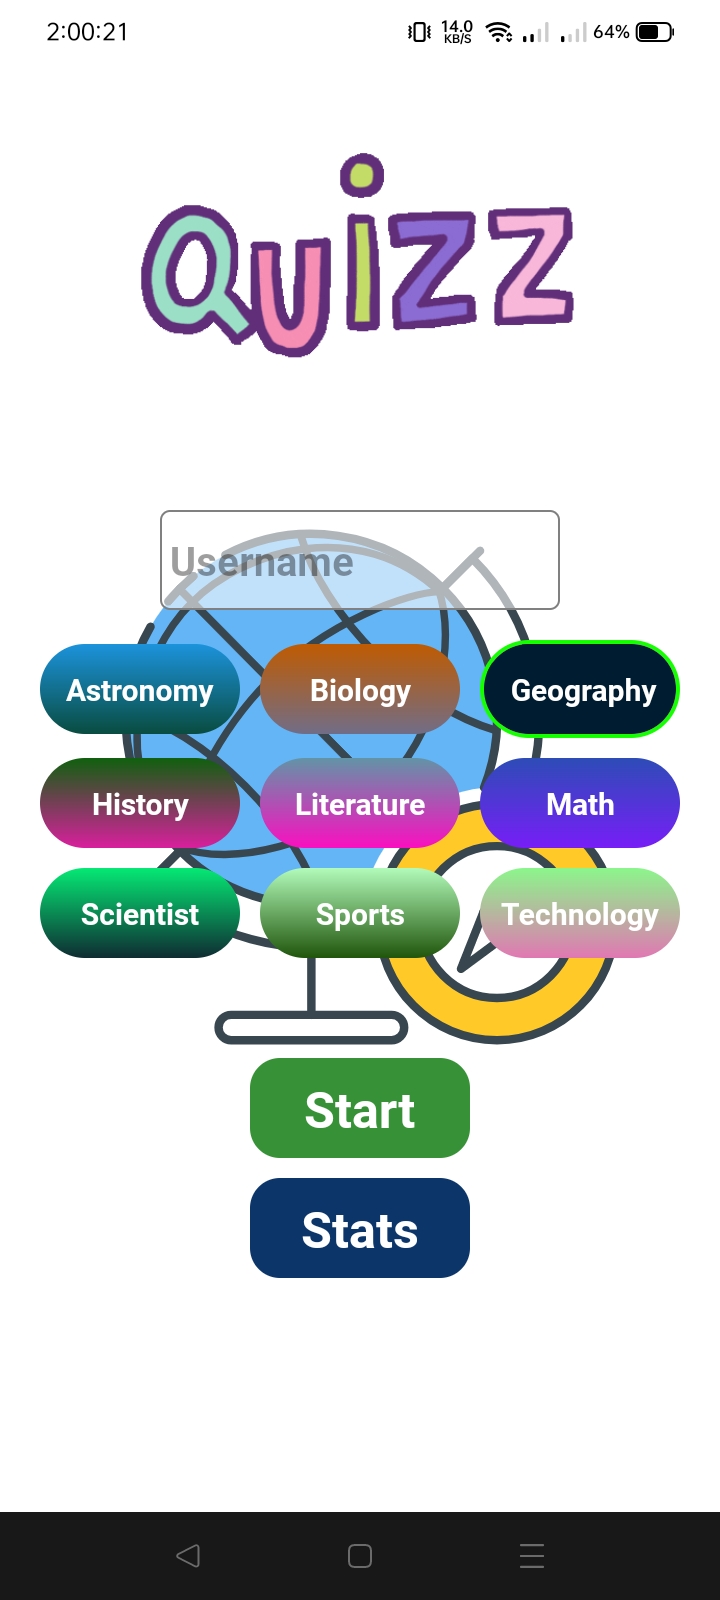 2:00:21 14.0 KB/S 64%
QUiZZ
Username
Astronomy Biology Geography
History Literature Math
Scientist Sports Technology
Start
Stats